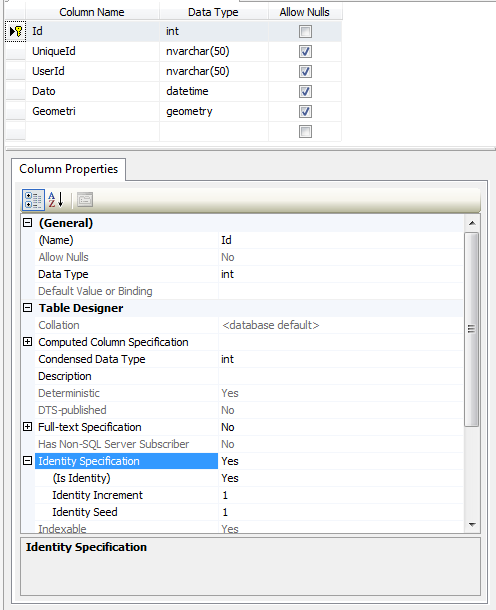 Column Name Data Type Allow Nulls
Id int
UniqueId nvarchar(50)
UserId nvarchar(50)
Dato datetime
Geometri geometry
Column Properties
(General)
(Name) Id
Allow Nulls No
Data Type int
Default Value or Binding
Table Designer
Collation <database default>
Computed Column Specification
Condensed Data Type int
Description
Deterministic Yes
DTS-published No
Full-text Specification No
Has Non-SQL Server Subscriber No
Identity Specification Yes
(Is Identity) Yes
Identity Increment 1
Identity Seed 1
Indexable Yes
Identity Specification